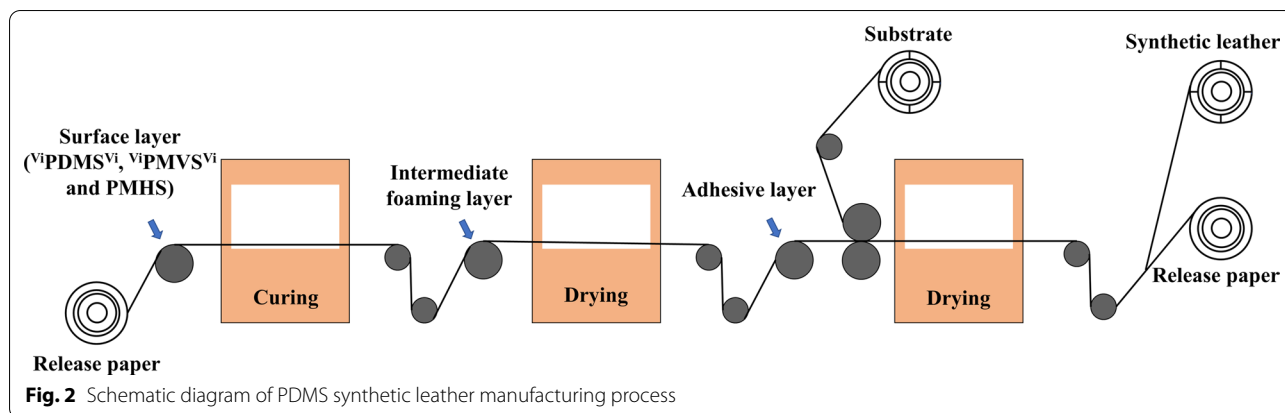 Substrate
Synthetic leather
Surface layer
(ViPDMSVi, ViPMVSVi
and PMHS)
Intermediate
foaming layer
Adhesive layer
Curing
Drying
Drying
Release paper
Release paper
Fig. 2 Schematic diagram of PDMS synthetic leather manufacturing process